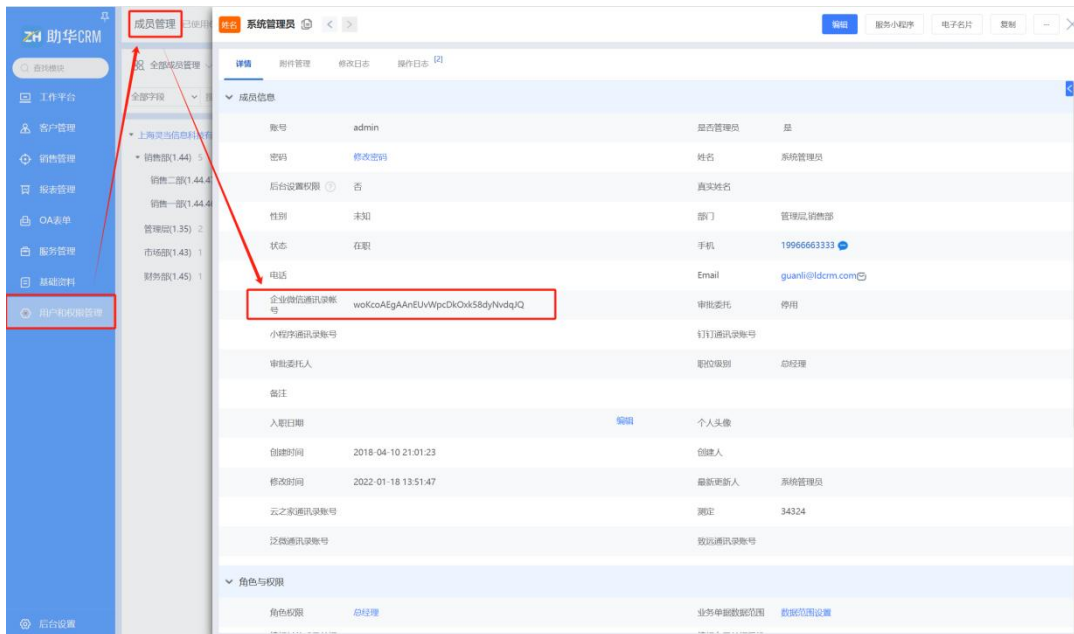 ZH 助华CRM
查找模块
工作平台
客户管理
销售管理
报表管理
OA表单
服务管理
基础资料
用户和权限管理
后台设置
成员管理 已使用
全部成员管理
全部字段
上海灵当信息科技有
销售部(1.44) 5
销售二部(1.44.4
销售一部(1.44.4
管理层(1.35) 2
市场部(1.43) 1
财务部(1.45) 1
姓名 系统管理员
编辑 服务小程序 电子名片 复制 ...
详情 附件管理 修改日志 操作日志 [2]
成员信息
账号 admin 是否管理员 是
密码 修改密码 姓名 系统管理员
后台设置权限 ? 否 真实姓名
性别 未知 部门 管理层,销售部
状态 在职 手机 19966663333
电话 Email guanli@ldcrm.com
企业微信通讯录帐号 woKcoAEgAAnEUvWpcDkOxk58dyNvdqJQ 审批委托 停用
小程序通讯录账号 钉钉通讯录账号
审批委托人 职位级别 总经理
备注
入职日期 编辑 个人头像
创建时间 2018-04-10 21:01:23 创建人
修改时间 2022-01-18 13:51:47 最新更新人 系统管理员
云之家通讯录账号 测定 34324
泛微通讯录账号 致远通讯录账号
角色与权限
角色权限 总经理 业务单据数据范围 数据范围设置